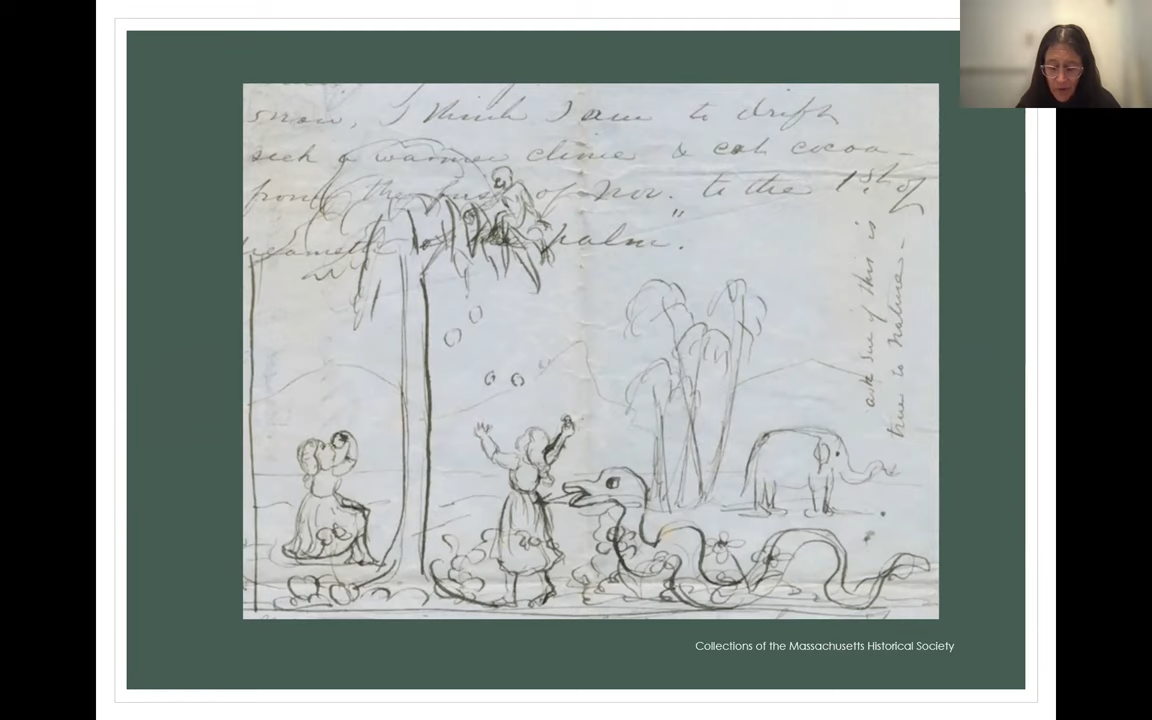 snow, I think I am to drift
seek a warmer clime & eat cocoa-
from the first of Nov. to the 1st of
the palm."
ask sue if this is
true to nature -
Collections of the Massachusetts Historical Society